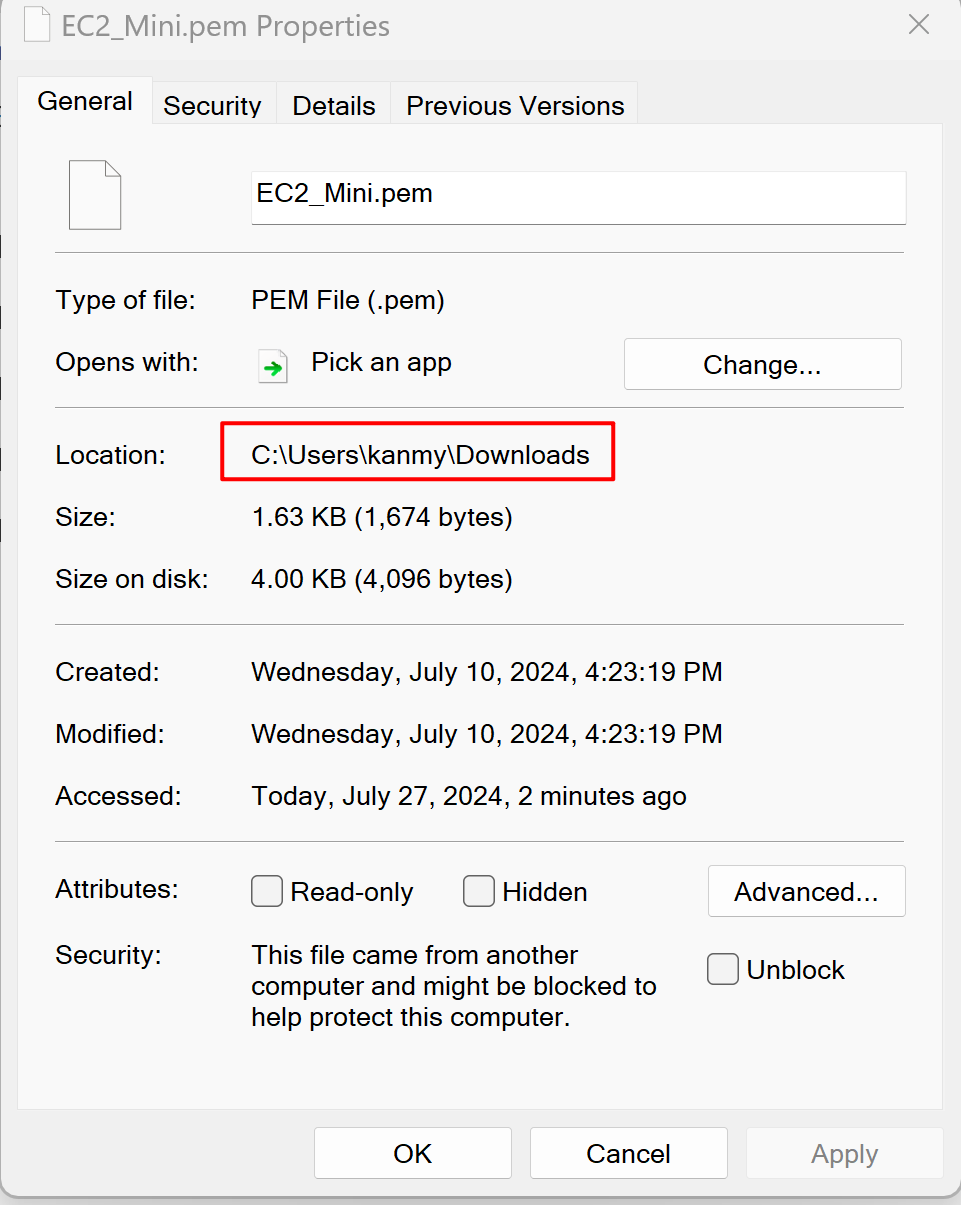 EC2_Mini.pem Properties
General Security Details Previous Versions
EC2_Mini.pem
Type of file: PEM File (.pem)
Opens with: Pick an app Change...
Location: C:\Users\kanmy\Downloads
Size: 1.63 KB (1,674 bytes)
Size on disk: 4.00 KB (4,096 bytes)
Created: Wednesday, July 10, 2024, 4:23:19 PM
Modified: Wednesday, July 10, 2024, 4:23:19 PM
Accessed: Today, July 27, 2024, 2 minutes ago
Attributes: Read-only Hidden Advanced...
Security: This file came from another
computer and might be blocked to
help protect this computer.
Unblock
OK Cancel Apply